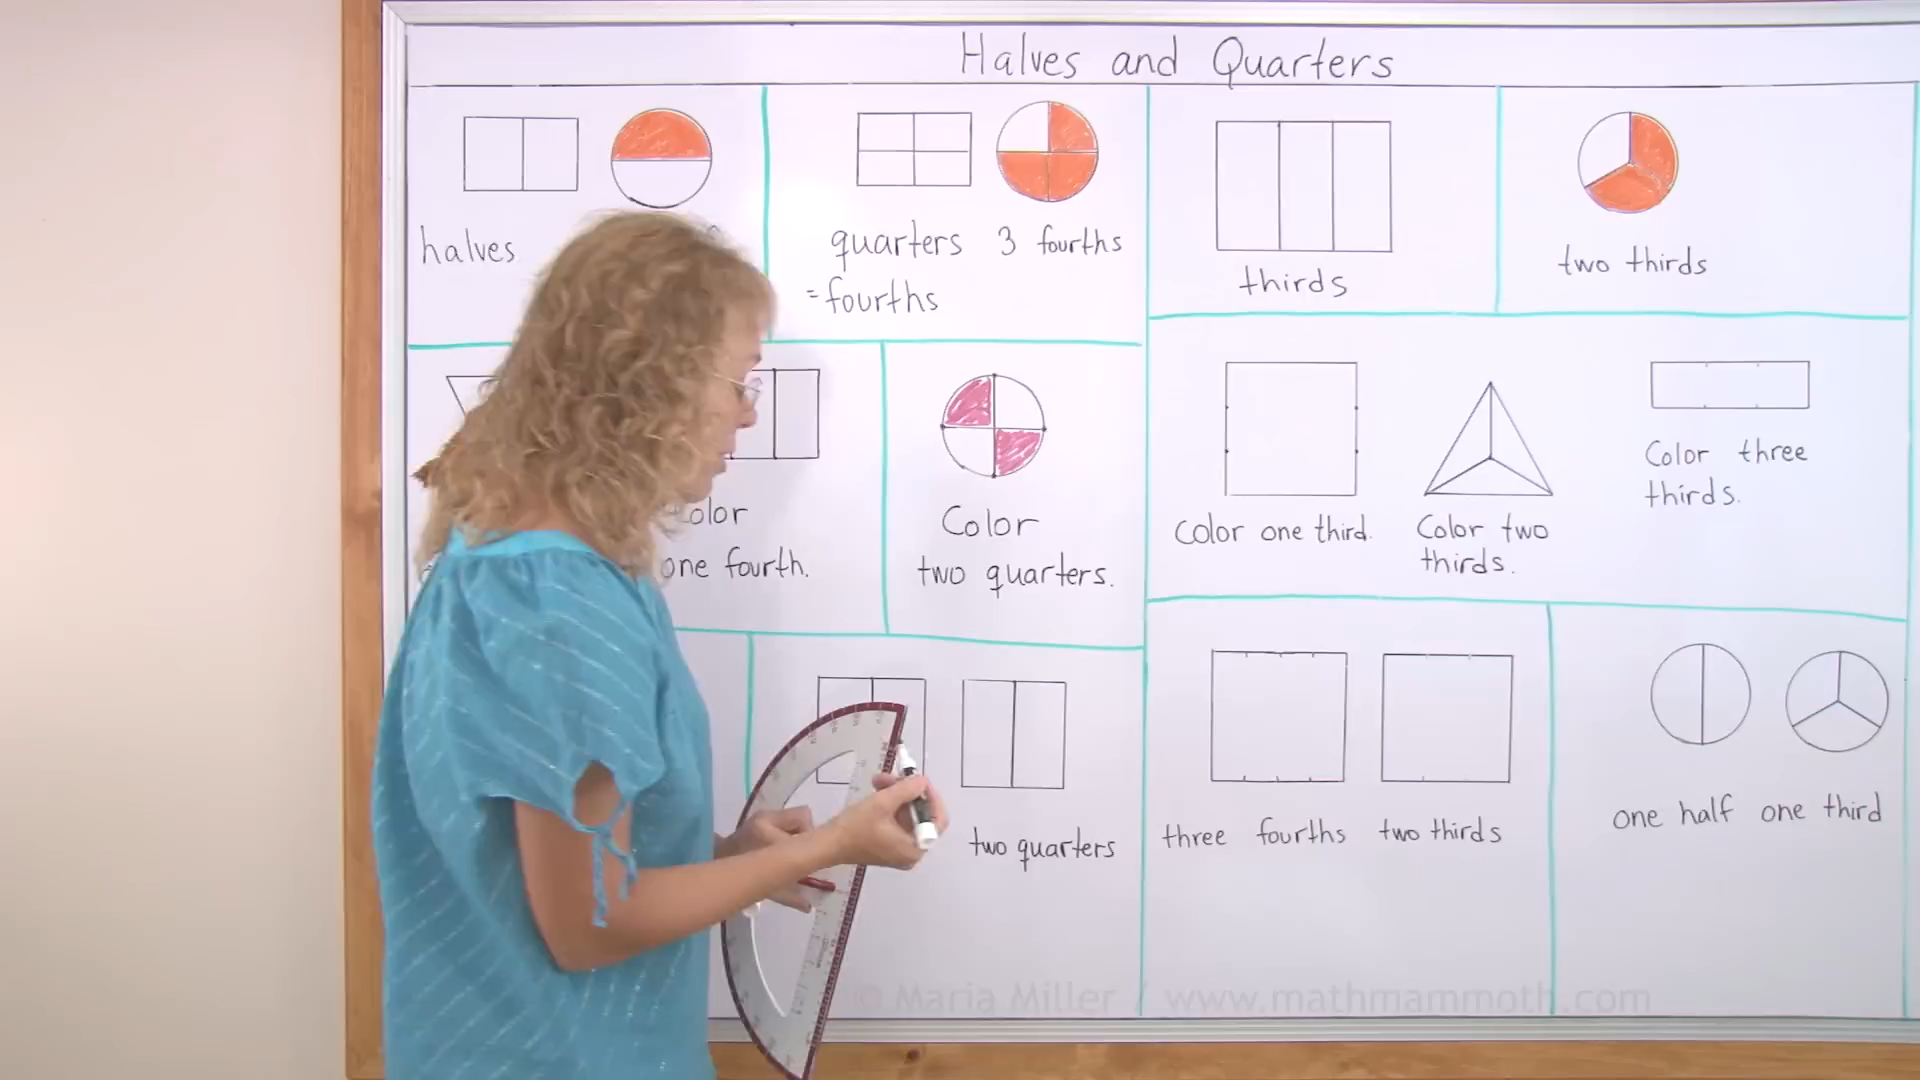 Halves and Quarters
halves
quarters 3 fourths
= fourths
thirds
two thirds
Color
one fourth.
Color
two quarters.
Color one third.
Color two
thirds.
Color three
thirds.
two quarters
three fourths two thirds
one half one third
© Maria Miller / www.mathmammoth.com